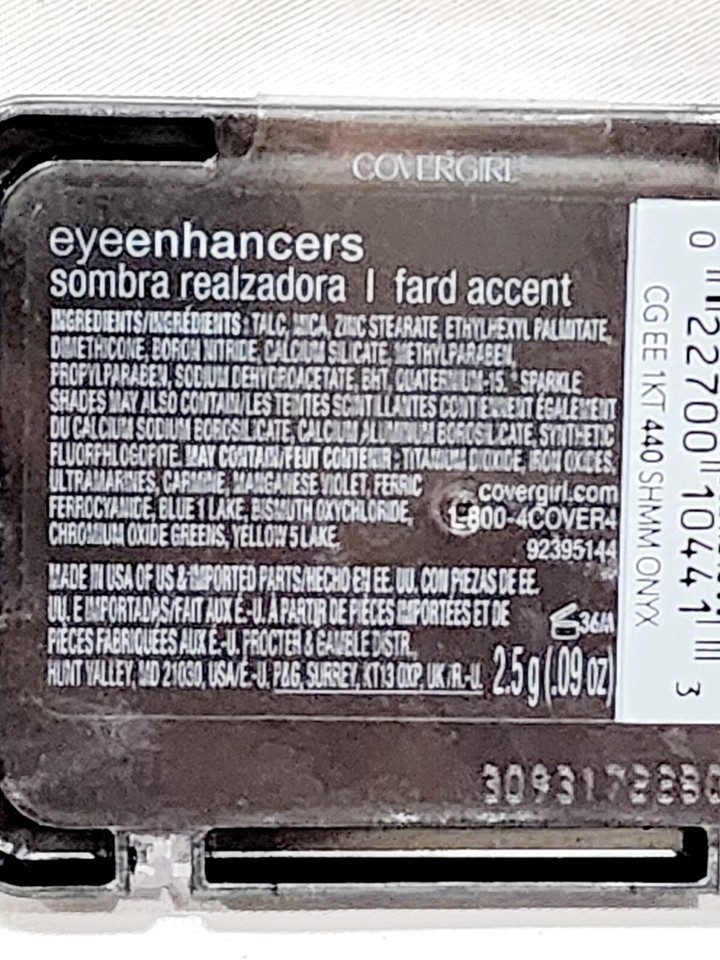 COVERGIRL
eyeenhancers
sombra realzadora | fard accent
INGREDIENTS/INGRÉDIENTS : TALC, MICA, ZINC STEARATE, ETHYLHEXYL PALMITATE,
DIMETHICONE, BORON NITRIDE, CALCIUM SILICATE, METHYLPARABEN,
PROPYLPARABEN, SODIUM DEHYDROACETATE, BHT, QUATERNIUM-15. *SPARKLE
SHADES MAY ALSO CONTAIN/LES TEINTES SCINTILLANTES CONTIENNENT ÉGALEMENT
DU CALCIUM SODIUM BOROSILICATE, CALCIUM ALUMINUM BOROSILICATE, SYNTHETIC
FLUORPHLOGOPITE. MAY CONTAIN/PEUT CONTENIR : TITANIUM DIOXIDE, IRON OXIDES,
ULTRAMARINES, CARMINE, MANGANESE VIOLET, FERRIC
FERROCYANIDE, BLUE 1 LAKE, BISMUTH OXYCHLORIDE,
CHROMIUM OXIDE GREENS, YELLOW 5 LAKE.
covergirl.com
1-800-4COVER4
92395144
MADE IN USA OF US & IMPORTED PARTS/HECHO EN EE. UU. CON PIEZAS DE EE.
UU. E IMPORTADAS/FAIT AUX É.-U. À PARTIR DE PIÈCES IMPORTÉES ET DE
PIÈCES FABRIQUÉES AUX É.-U. PROCTER & GAMBLE DISTR.
HUNT VALLEY, MD 21030, USA/É.-U. P&G, SURREY, KT13 0XP, UK/R.-U.
36M
2.5 g (.09 oz)
CG EE 1KT 440 SHMM ONYX
0 22700 10441 3